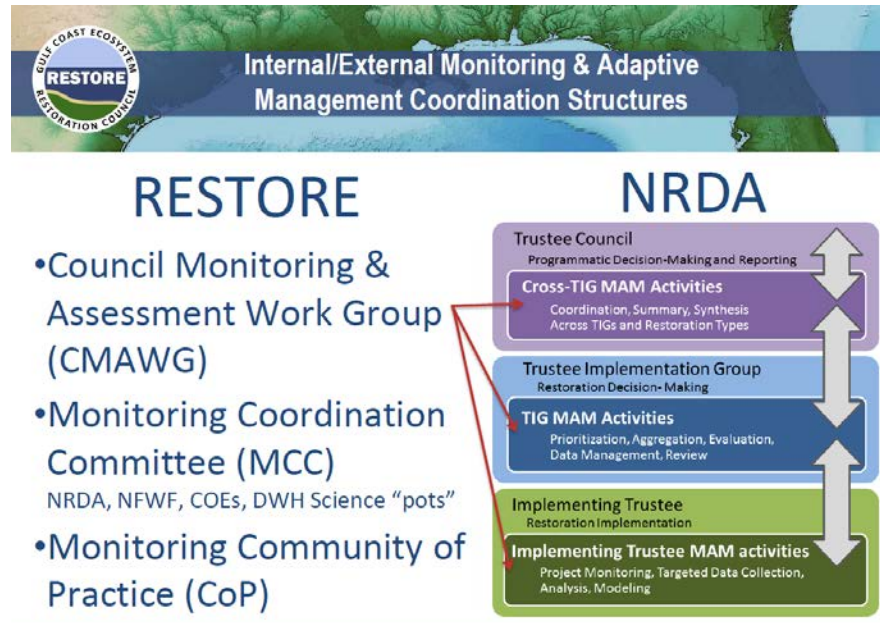 GULF COAST ECOSYSTEM
RESTORE
RESTORATION COUNCIL
Internal/External Monitoring & Adaptive
Management Coordination Structures
RESTORE
•Council Monitoring &
Assessment Work Group
(CMAWG)
•Monitoring Coordination
Committee (MCC)
NRDA, NFWF, COEs, DWH Science “pots”
•Monitoring Community of
Practice (CoP)
NRDA
Trustee Council
Programmatic Decision-Making and Reporting
Cross-TIG MAM Activities
Coordination, Summary, Synthesis
Across TIGs and Restoration Types
Trustee Implementation Group
Restoration Decision- Making
TIG MAM Activities
Prioritization, Aggregation, Evaluation,
Data Management, Review
Implementing Trustee
Restoration Implementation
Implementing Trustee MAM activities
Project Monitoring, Targeted Data Collection,
Analysis, Modeling